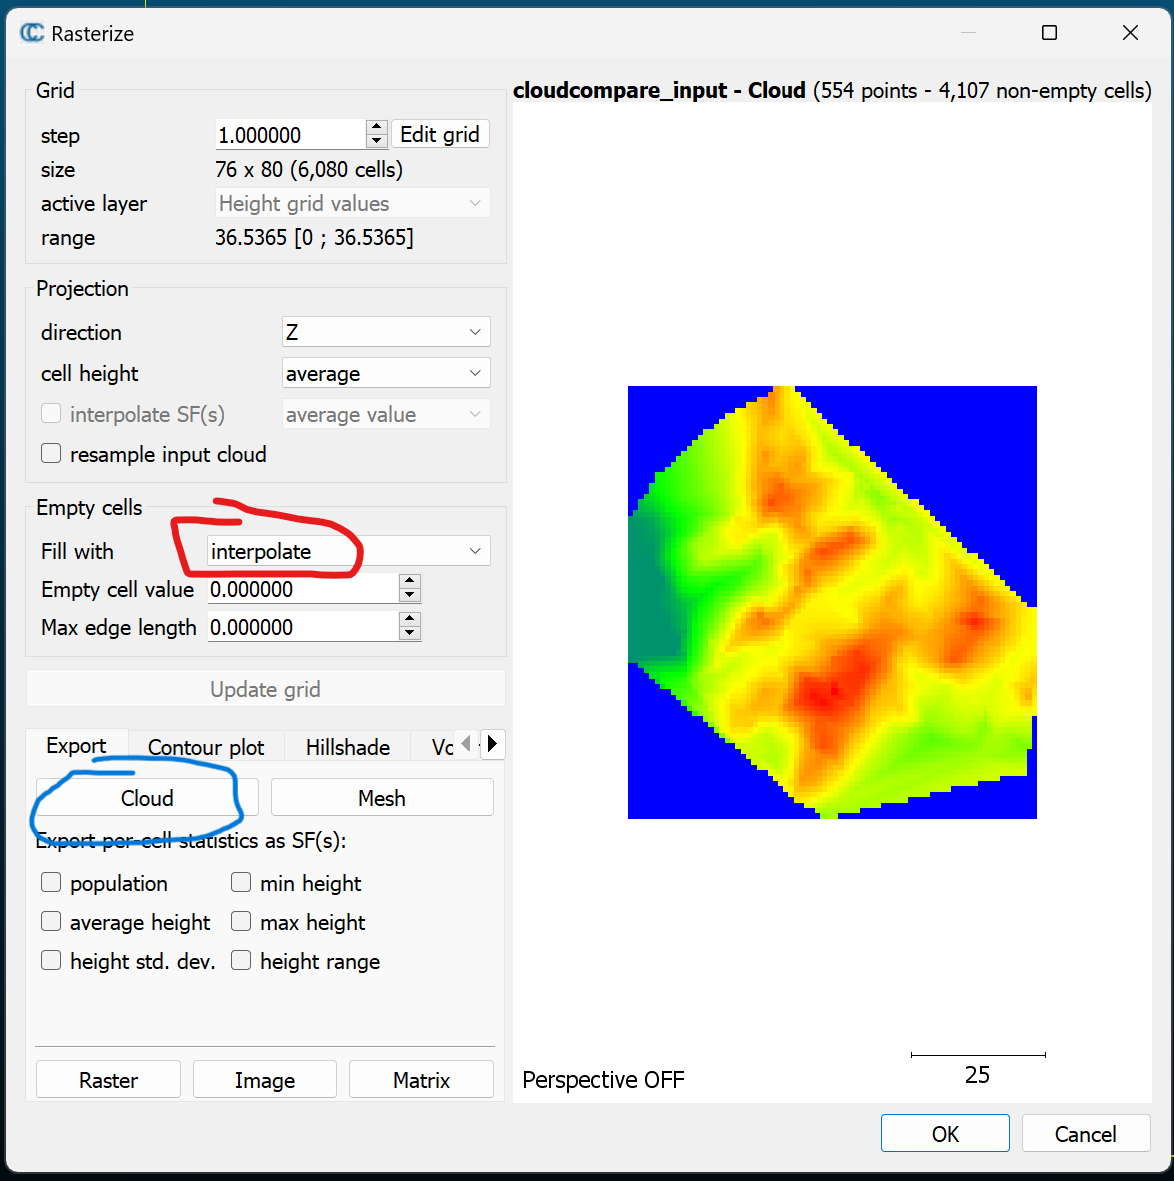 Rasterize
Grid
cloudcompare_input - Cloud (554 points - 4,107 non-empty cells)
step 1.000000 Edit grid
size 76 x 80 (6,080 cells)
active layer Height grid values
range 36.5365 [0 ; 36.5365]
Projection
direction Z
cell height average
interpolate SF(s) average value
resample input cloud
Empty cells
Fill with interpolate
Empty cell value 0.000000
Max edge length 0.000000
Update grid
Export Contour plot Hillshade
Cloud Mesh
Export per-cell statistics as SF(s):
population min height
average height max height
height std. dev. height range
Raster Image Matrix
Perspective OFF
25
OK Cancel